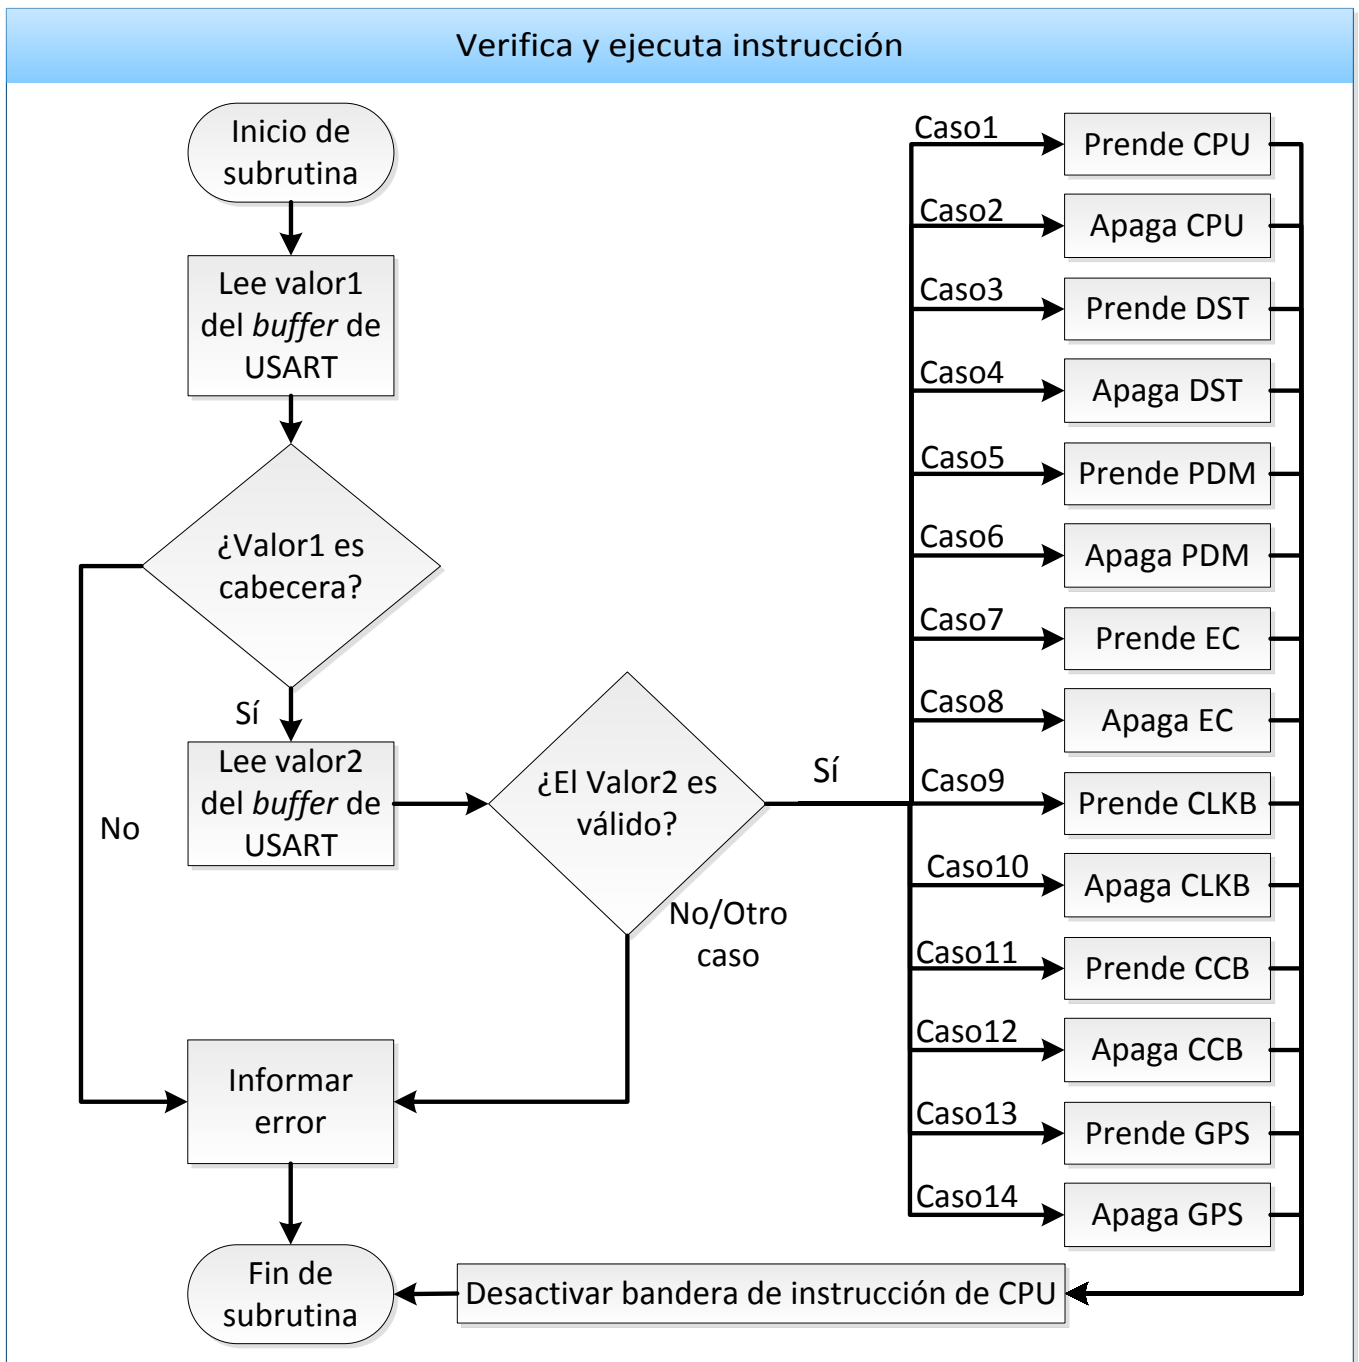 Verifica y ejecuta instrucción
Inicio de
subrutina
Lee valor1
del buffer de
USART
¿Valor1 es
cabecera?
Sí
No
Lee valor2
del buffer de
USART
¿El Valor2 es
válido?
Sí
No/Otro
caso
Informar
error
Fin de
subrutina
Caso1
Prende CPU
Caso2
Apaga CPU
Caso3
Prende DST
Caso4
Apaga DST
Caso5
Prende PDM
Caso6
Apaga PDM
Caso7
Prende EC
Caso8
Apaga EC
Caso9
Prende CLKB
Caso10
Apaga CLKB
Caso11
Prende CCB
Caso12
Apaga CCB
Caso13
Prende GPS
Caso14
Apaga GPS
Desactivar bandera de instrucción de CPU